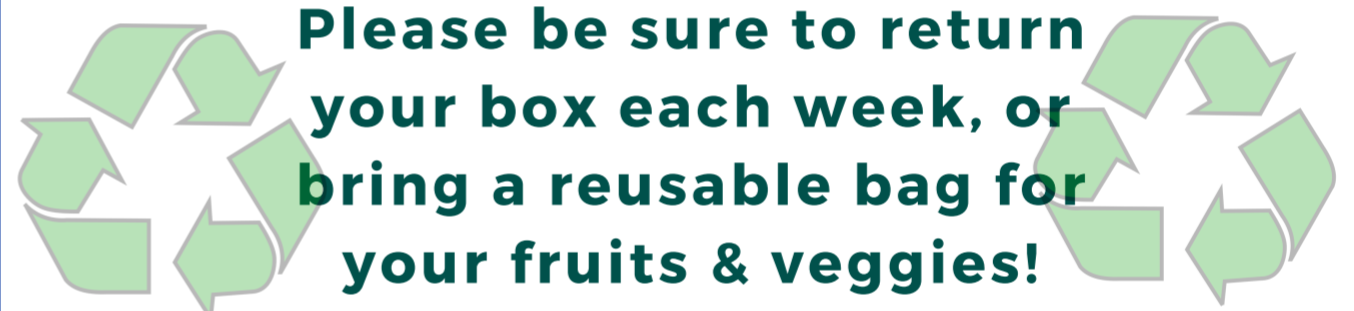 Please be sure to return
your box each week, or
bring a reusable bag for
your fruits & veggies!